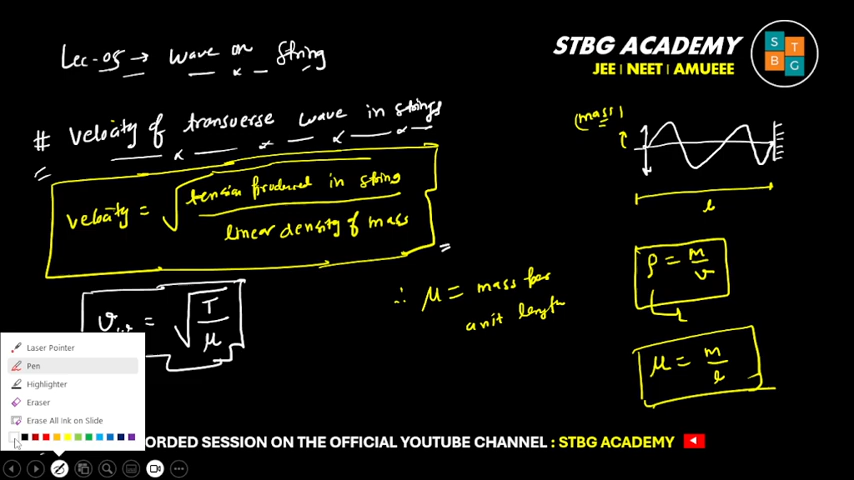 Lec-05 → Wave on String
STBG ACADEMY
JEE | NEET | AMUEEE
S T
B G
# Velocity of transverse wave in strings
(mass)
velocity = √ tension produced in string
linear density of mass
l
ρ = m
v
∴ μ = mass per
unit length
= √ T
μ
μ = m
l
Laser Pointer
Pen
Highlighter
Eraser
Erase All Ink on Slide
ORDED SESSION ON THE OFFICIAL YOUTUBE CHANNEL : STBG ACADEMY